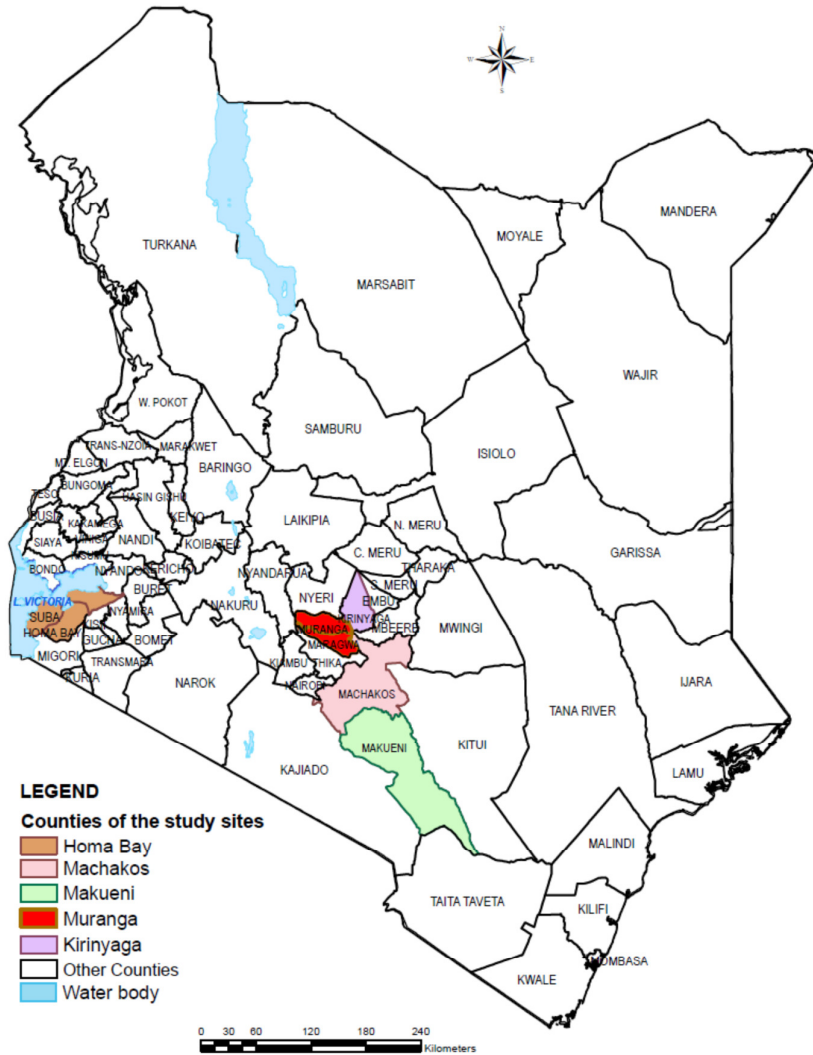 N
W E
S
MANDERA
MOYALE
TURKANA
MARSABIT
WAJIR
W. POKOT
SAMBURU
ISIOLO
TRANS-NZOIA
MARAKWET
MT. ELGON
BARINGO
BUNGOMA
TESO
UASIN GISHU
BUSIA
KEIYO
LAIKIPIA
N. MERU
SIAYA
NANDI
KOIBATEK
C. MERU
GARISSA
BONDO
NYANDO
KERICHO
NYANDARUA
THARAKA
S. MERU
BURET
NYERI
EMBU
L. VICTORIA
NAKURU
KIRINYAGA
SUBA
NYAMIRA
MURANGA
MBEERE
MWINGI
HOMA BAY
GUCHA
BOMET
MARAGWA
MIGORI
TRANSMARA
KIAMBU
THIKA
KURIA
NAROK
NAIROBI
MACHAKOS
IJARA
TANA RIVER
MAKUENI
KITUI
KAJIADO
LAMU
MALINDI
TAITA TAVETA
KILIFI
MOMBASA
KWALE
LEGEND
Counties of the study sites
Homa Bay
Machakos
Makueni
Muranga
Kirinyaga
Other Counties
Water body
0 30 60 120 180 240
Kilometers